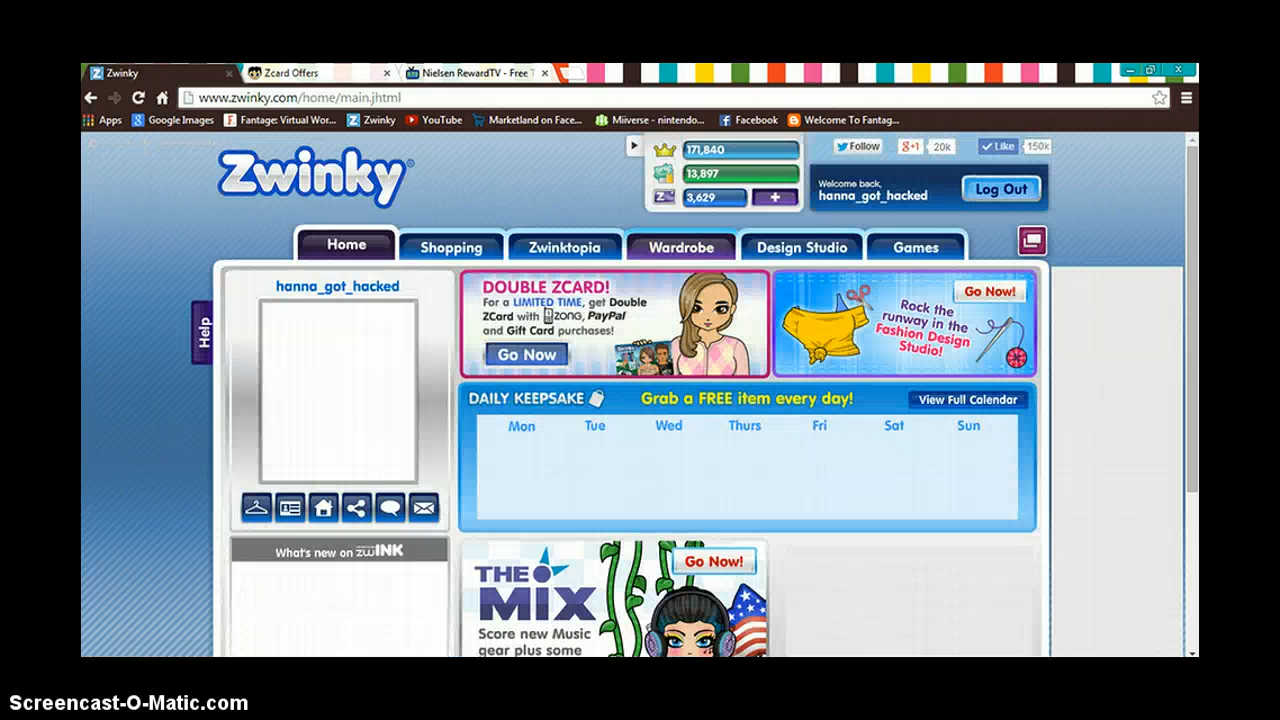 Zwinky
Zcard Offers
Nielsen RewardTV - Free T
www.zwinky.com/home/main.jhtml
Apps
Google Images
Fantage: Virtual Wor...
Zwinky
YouTube
Marketland on Face...
Miiverse - nintendo...
Facebook
Welcome To Fantag...
Zwinky
171,840
13,897
3,629
Follow
+1
20k
Like
150k
Welcome back,
hanna_got_hacked
Log Out
Home
Shopping
Zwinktopia
Wardrobe
Design Studio
Games
Help
hanna_got_hacked
DOUBLE ZCARD!
For a LIMITED TIME, get Double
ZCard with zong, PayPal
and Gift Card purchases!
Go Now
Go Now!
Rock the
runway in the
Fashion Design
Studio!
DAILY KEEPSAKE
Grab a FREE item every day!
View Full Calendar
Mon
Tue
Wed
Thurs
Fri
Sat
Sun
What's new on zwINK
THE
MIX
Go Now!
Score new Music
gear plus some
Screencast-O-Matic.com